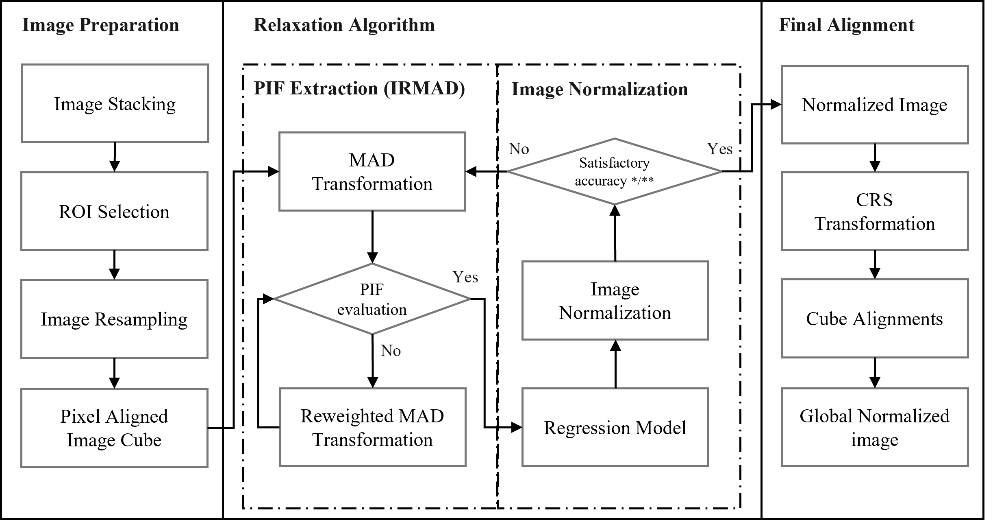 Image Preparation
Image Stacking
ROI Selection
Image Resampling
Pixel Aligned
Image Cube
Relaxation Algorithm
PIF Extraction (IRMAD)
MAD
Transformation
PIF
evaluation
Yes
No
Reweighted MAD
Transformation
Image Normalization
No
Yes
Satisfactory
accuracy */**
Image
Normalization
Regression Model
Final Alignment
Normalized Image
CRS
Transformation
Cube Alignments
Global Normalized
image